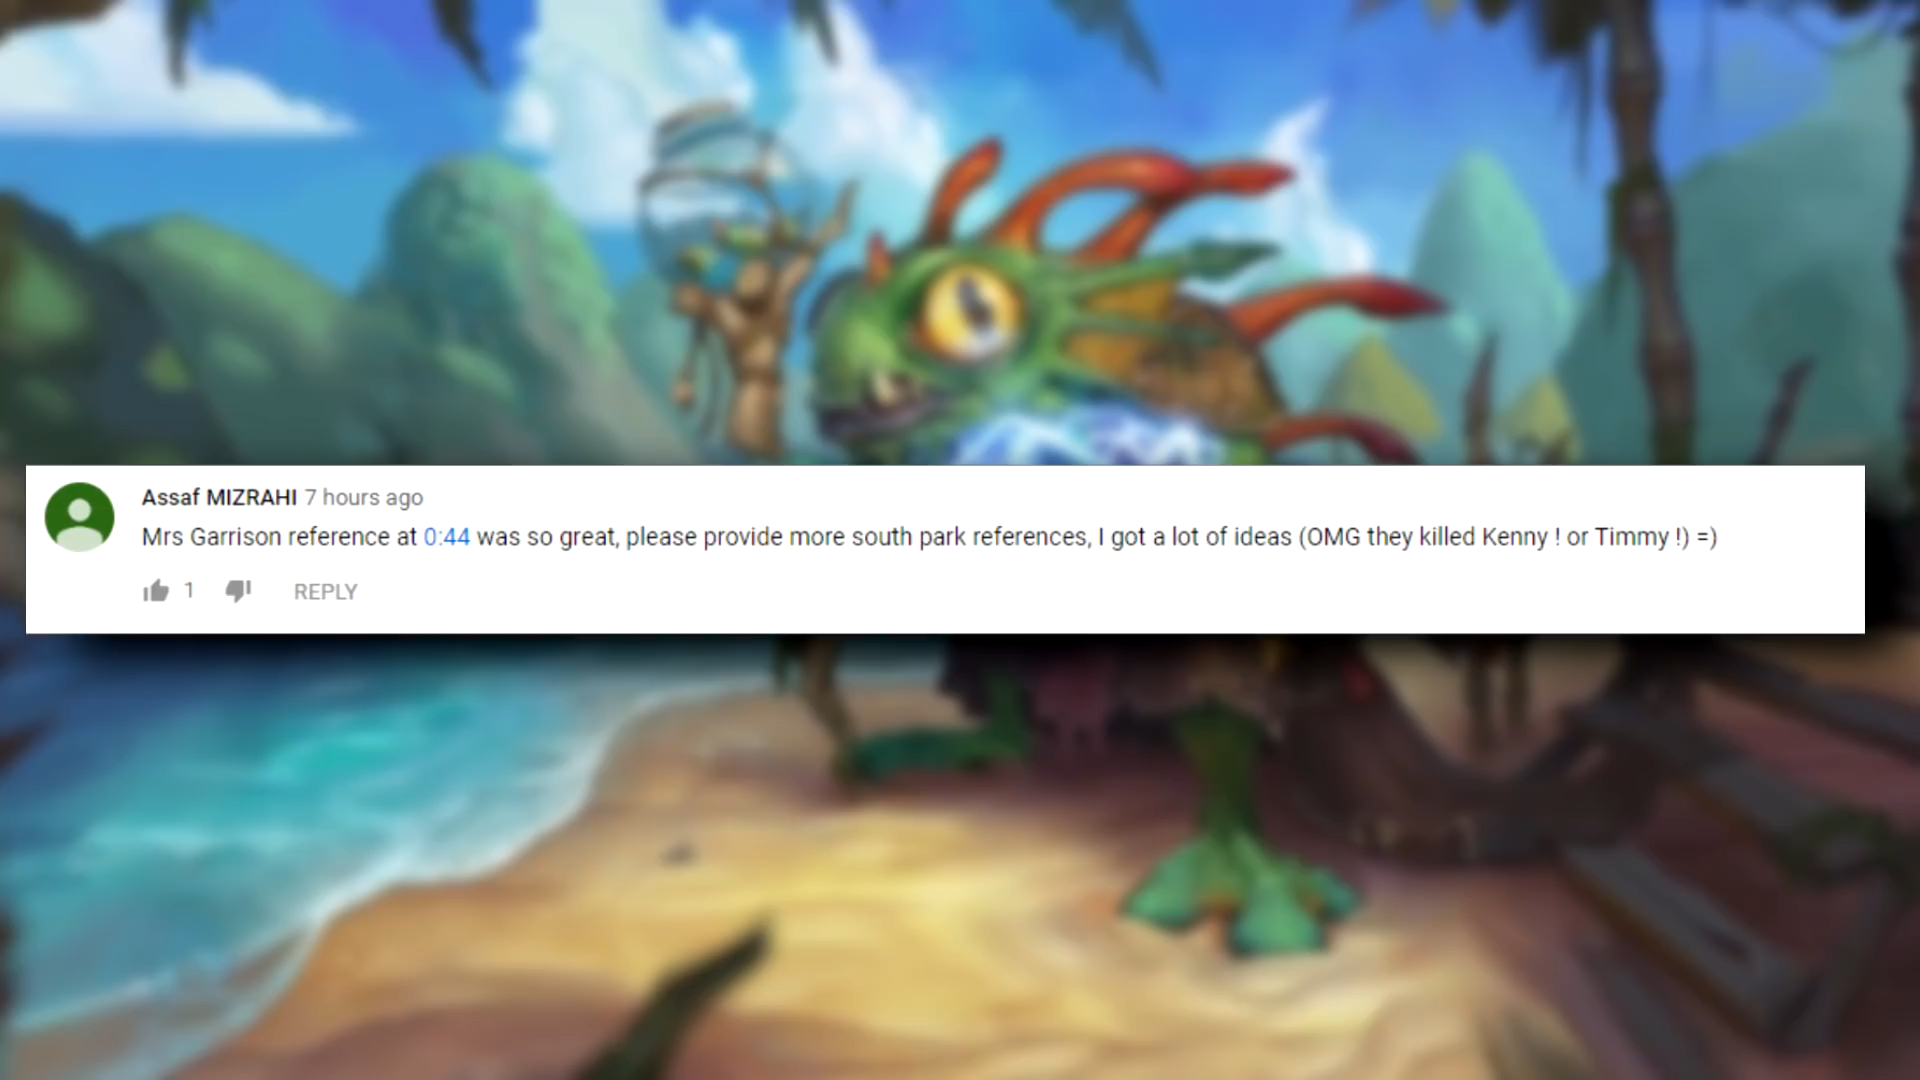 Assaf MIZRAHI 7 hours ago
Mrs Garrison reference at 0:44 was so great, please provide more south park references, I got a lot of ideas (OMG they killed Kenny ! or Timmy !) =)
1 REPLY